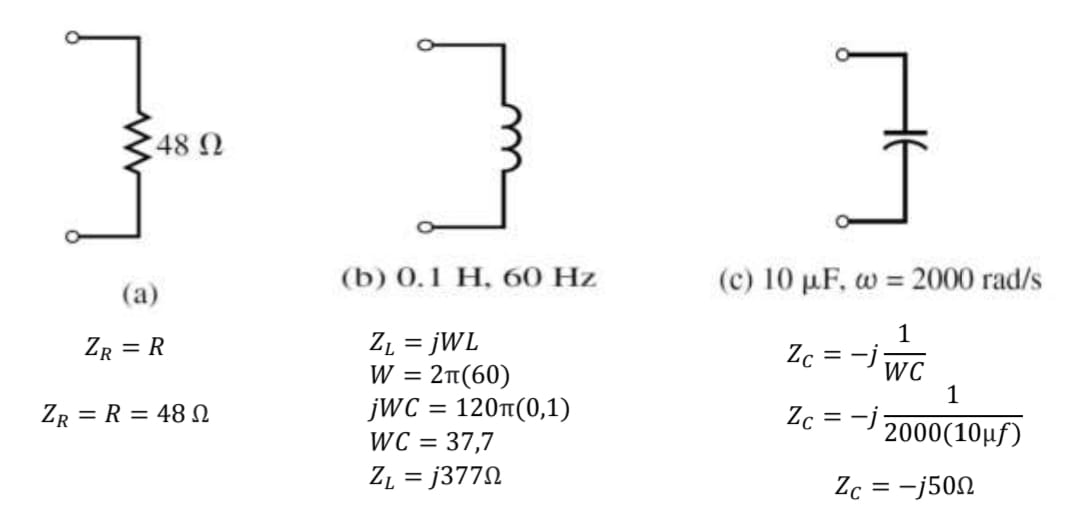 48 Ω
(a)
Z_R = R
Z_R = R = 48 Ω
(b) 0.1 H, 60 Hz
Z_L = jWL
W = 2π(60)
jWC = 120π(0,1)
WC = 37,7
Z_L = j377Ω
(c) 10 μF, ω = 2000 rad/s
Z_C = −j 1/WC
Z_C = −j 1/2000(10μf)
Z_C = −j50Ω